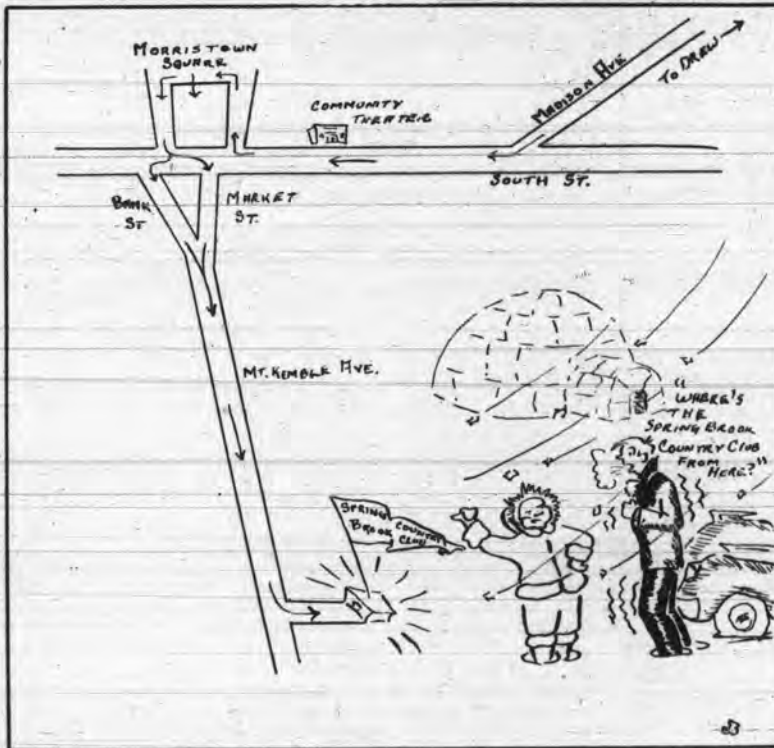 MORRISTOWN
SQUARE
COMMUNITY
THEATRE
MADISON AVE
TO DREW
SOUTH ST.
BANK
ST
MARKET
ST.
MT. KEMBLE AVE.
"WHERE'S
THE
SPRING BROOK
COUNTRY CLUB
FROM
HERE?"
SPRING COUNTRY
BROOK CLUB